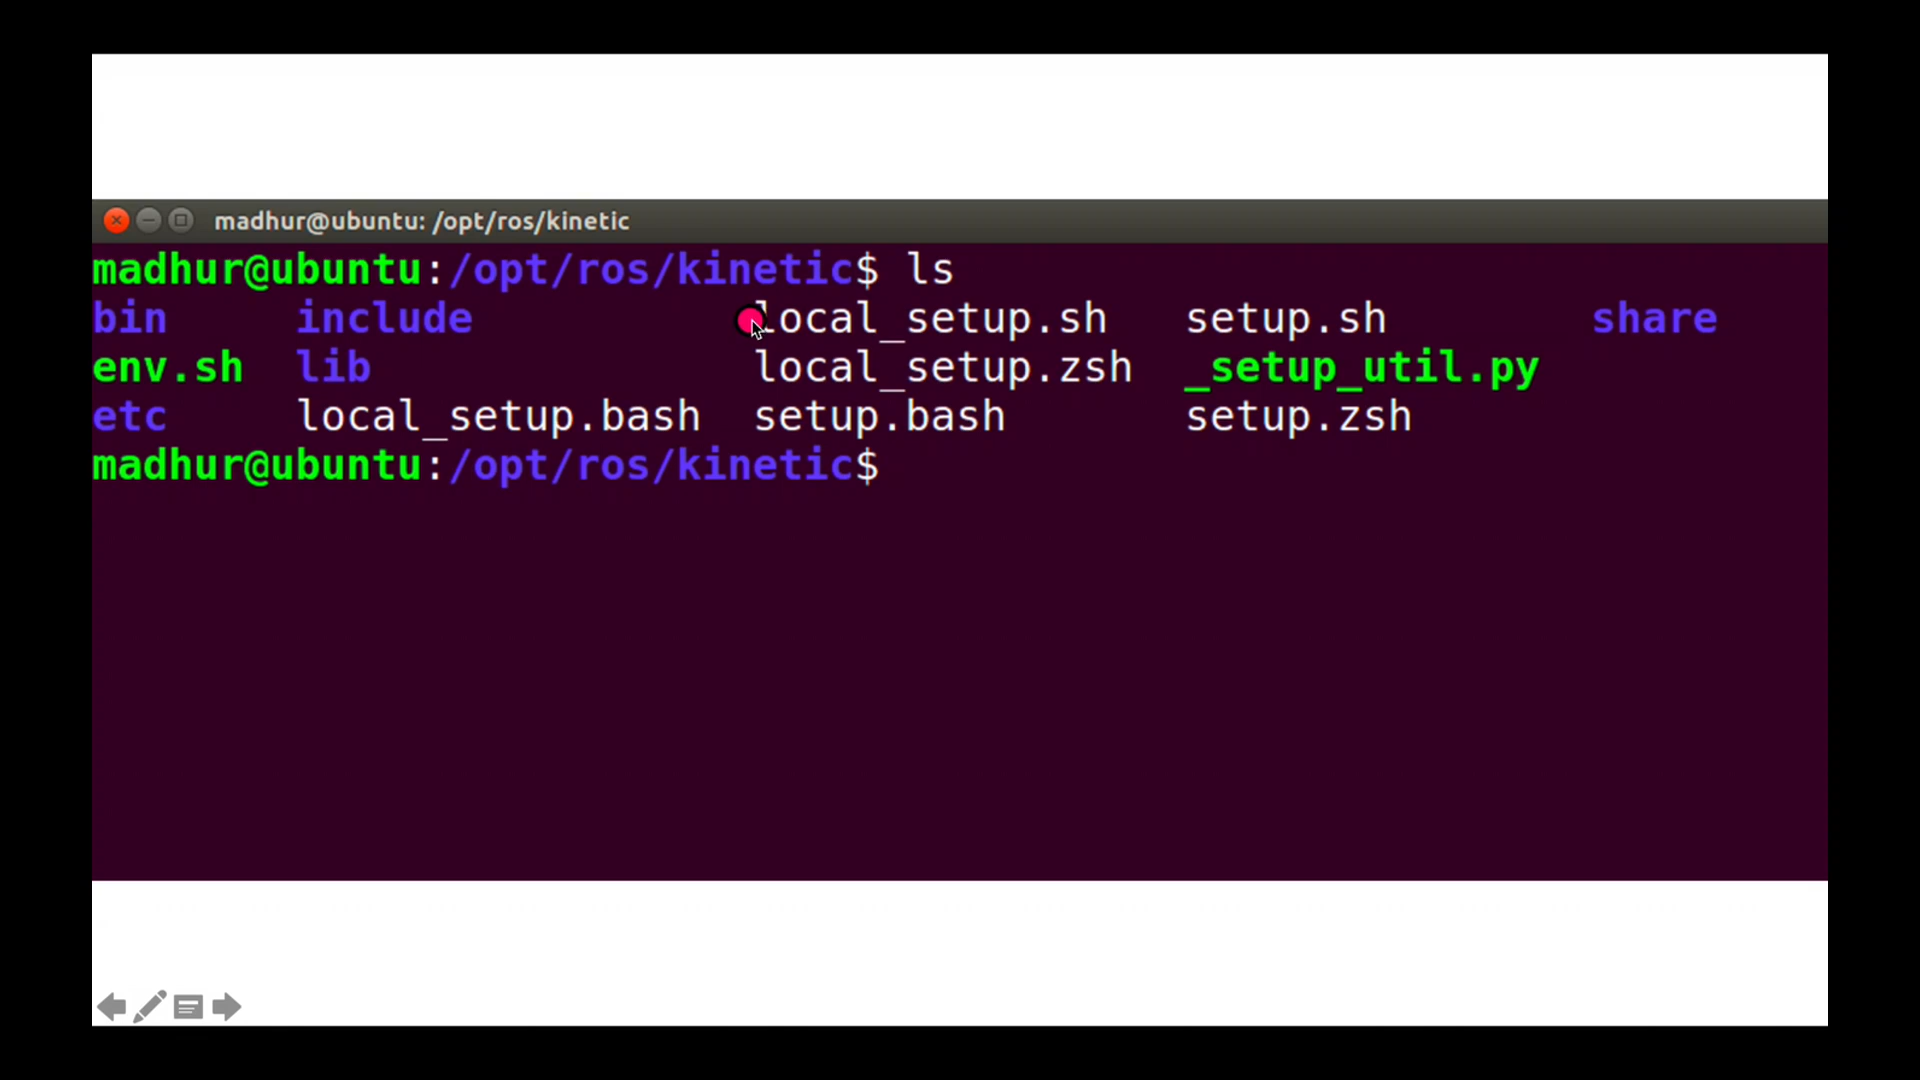 madhur@ubuntu: /opt/ros/kinetic
madhur@ubuntu:/opt/ros/kinetic$ ls
bin include local_setup.sh setup.sh share
env.sh lib local_setup.zsh _setup_util.py
etc local_setup.bash setup.bash setup.zsh
madhur@ubuntu:/opt/ros/kinetic$